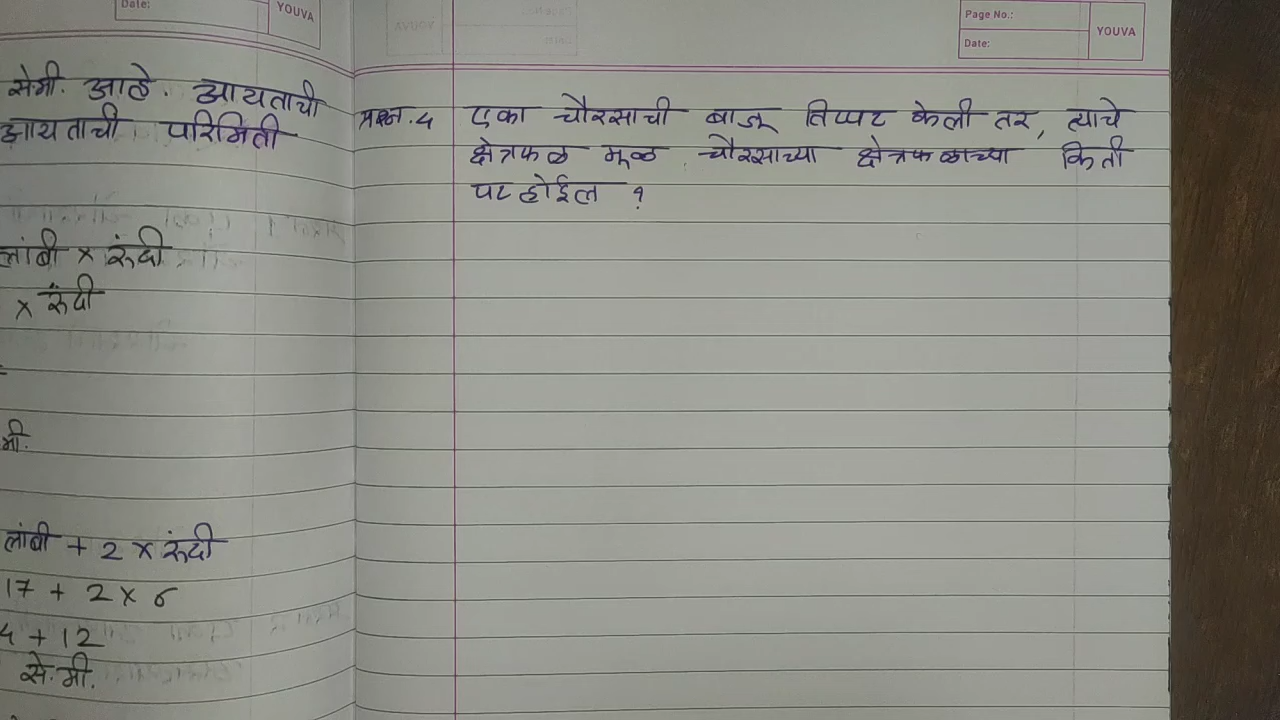 Date:
YOUVA
सेमी. आहे. आयताची
आयताची परिमिती
लांबी × रुंदी
× रुंदी
मी.
लांबी + 2 × रुंदी
17 + 2 × 6
4 + 12
से.मी.
Page No.:
Date:
YOUVA
प्रश्न.4 एका चौरसाची बाजू तिप्पट केली तर, त्याचे
क्षेत्रफळ मूळ चौरसाच्या क्षेत्रफळाच्या किती
पट होईल ?